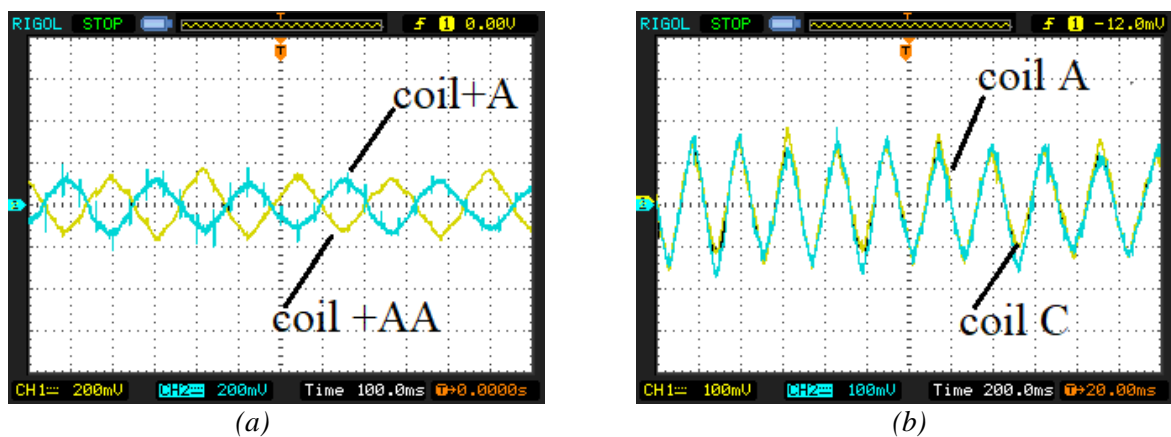 RIGOL STOP T f 1 0.00V
T
coil+A
coil +AA
CH1 200mV CH2 200mV Time 100.0ms T→0.0000s
(a)
RIGOL STOP T f 1 -12.0mV
T
coil A
coil C
CH1 100mV CH2 100mV Time 200.0ms T→20.00ms
(b)